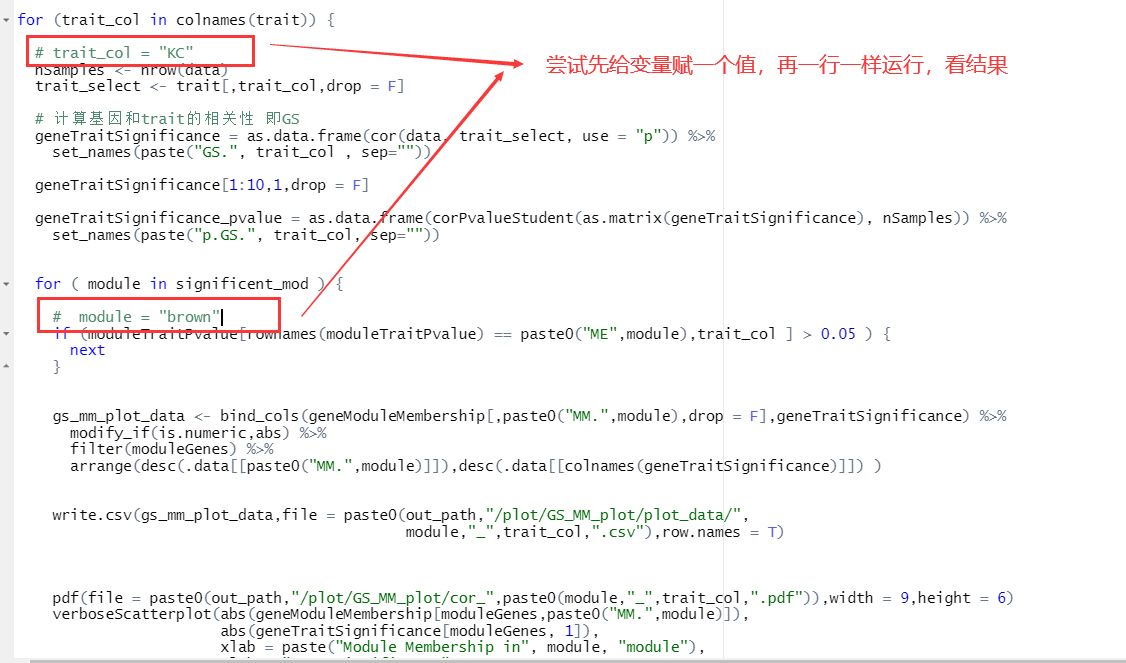 for (trait_col in colnames(trait)) {
# trait_col = "KC"
尝试先给变量赋一个值，再一行一样运行，看结果
nSamples <- nrow(data)
trait_select <- trait[,trait_col,drop = F]
# 计算基因和trait的相关性 即GS
geneTraitSignificance = as.data.frame(cor(data, trait_select, use = "p")) %>%
set_names(paste("GS.", trait_col , sep=""))
geneTraitSignificance[1:10,1,drop = F]
geneTraitSignificance_pvalue = as.data.frame(corPvalueStudent(as.matrix(geneTraitSignificance), nSamples)) %>%
set_names(paste("p.GS.", trait_col, sep=""))
for ( module in significent_mod ) {
#  module = "brown"
if (moduleTraitPvalue[rownames(moduleTraitPvalue) == paste0("ME",module),trait_col ] > 0.05 ) {
next
}
gs_mm_plot_data <- bind_cols(geneModuleMembership[,paste0("MM.",module),drop = F],geneTraitSignificance) %>%
modify_if(is.numeric,abs) %>%
filter(moduleGenes) %>%
arrange(desc(.data[[paste0("MM.",module)]]),desc(.data[[colnames(geneTraitSignificance)]]) )
write.csv(gs_mm_plot_data,file = paste0(out_path,"/plot/GS_MM_plot/plot_data/",
module,"_",trait_col,".csv"),row.names = T)
pdf(file = paste0(out_path,"/plot/GS_MM_plot/cor_",paste0(module,"_",trait_col,".pdf")),width = 9,height = 6)
verboseScatterplot(abs(geneModuleMembership[moduleGenes,paste0("MM.",module)]),
abs(geneTraitSignificance[moduleGenes, 1]),
xlab = paste("Module Membership in", module, "module"),